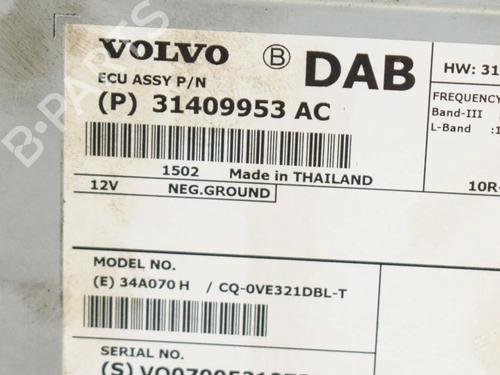 VOLVO B DAB
HW: 31
ECU ASSY P/N
(P) 31409953 AC
FREQUENCY
Band-III :
L-Band :1
1502 Made in THAILAND
12V NEG.GROUND
10R-
MODEL NO.
(E) 34A070 H / CQ-0VE321DBL-T
SERIAL NO.
B-PARTS